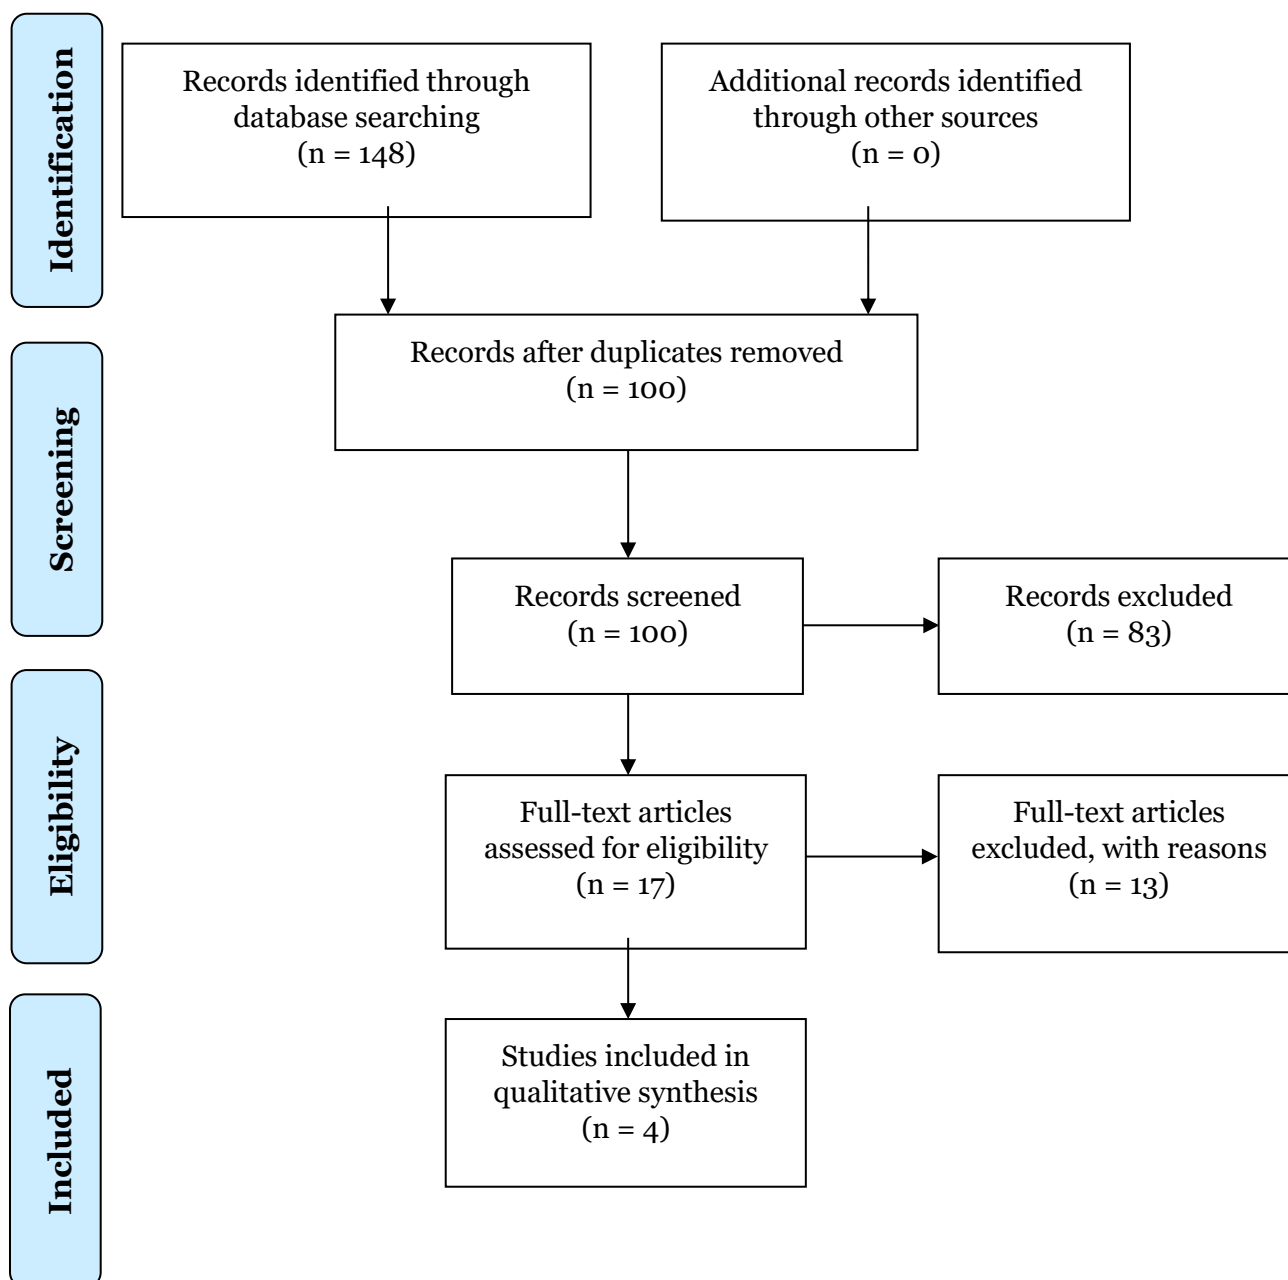 Identification
Records identified through
database searching
(n = 148)
Additional records identified
through other sources
(n = 0)
Screening
Records after duplicates removed
(n = 100)
Records screened
(n = 100)
Records excluded
(n = 83)
Eligibility
Full-text articles
assessed for eligibility
(n = 17)
Full-text articles
excluded, with reasons
(n = 13)
Included
Studies included in
qualitative synthesis
(n = 4)